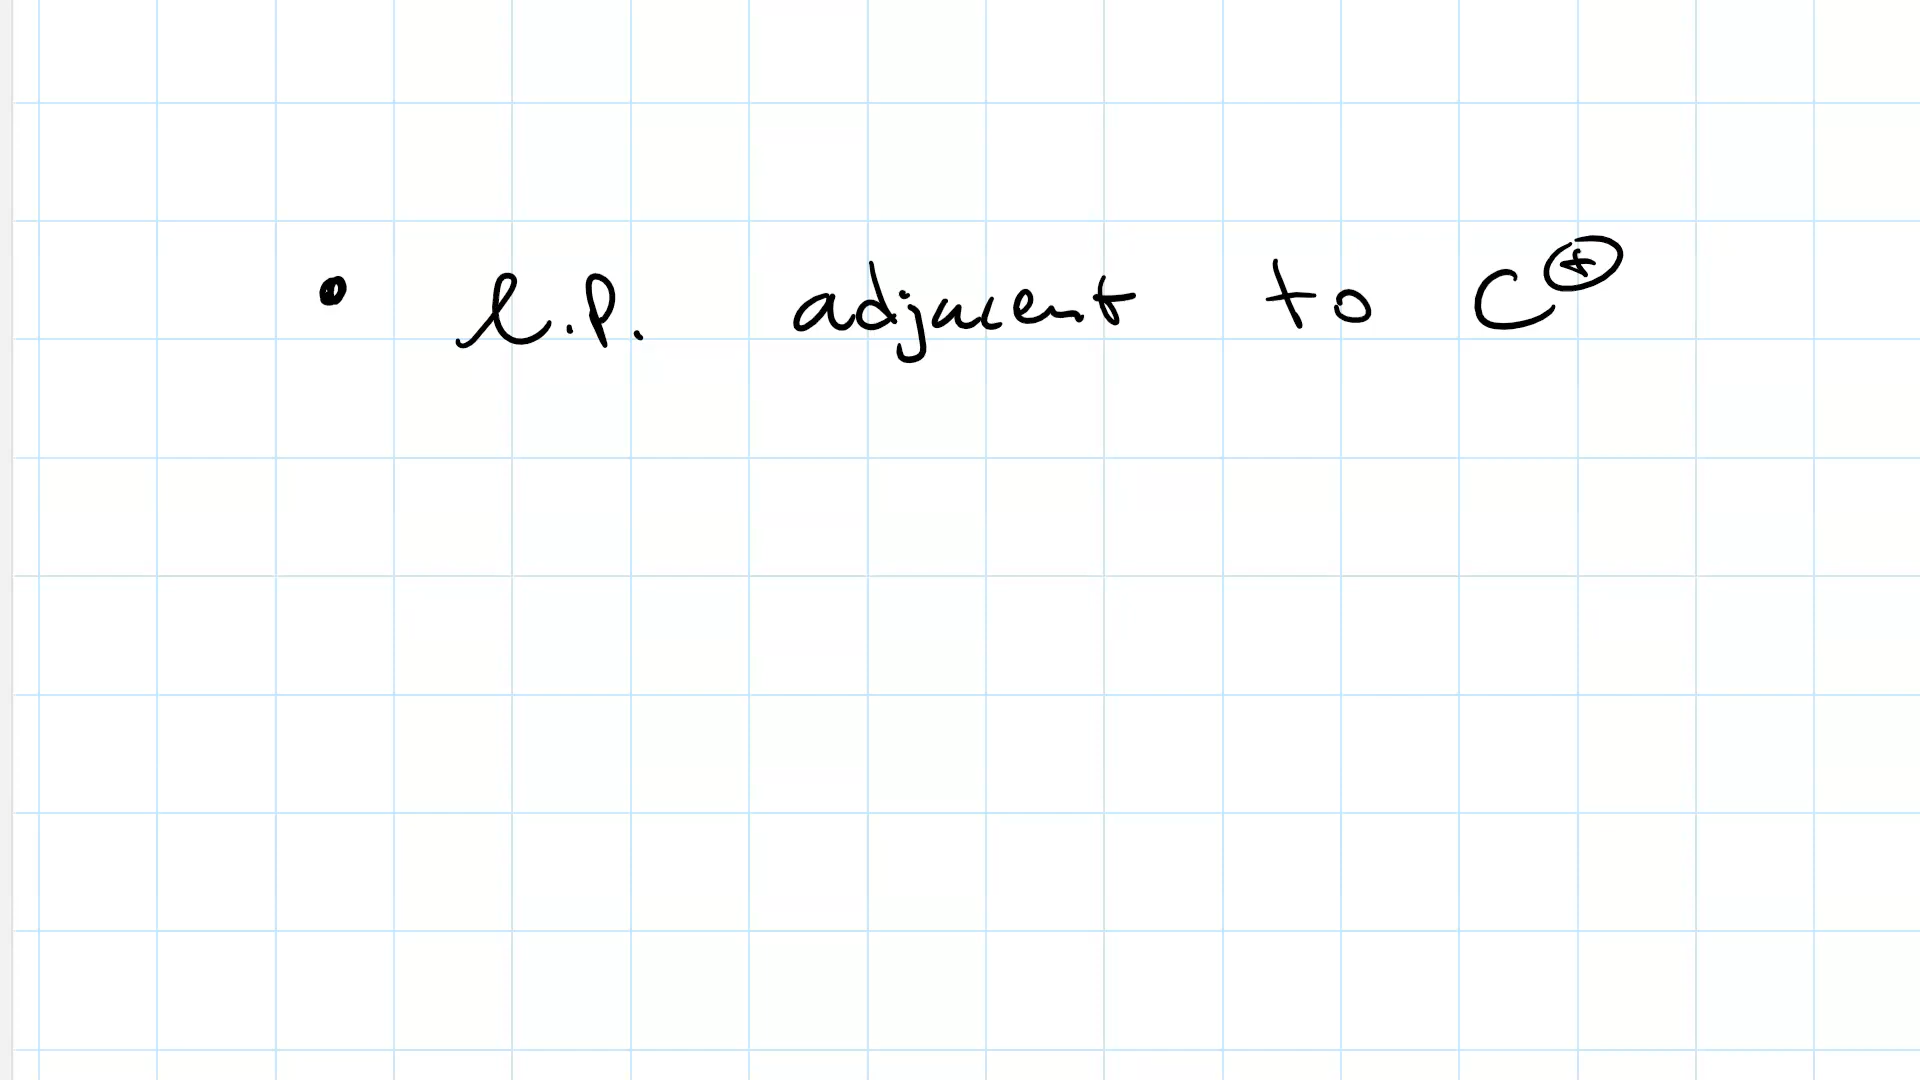 • l.p. adjacent to C⊕